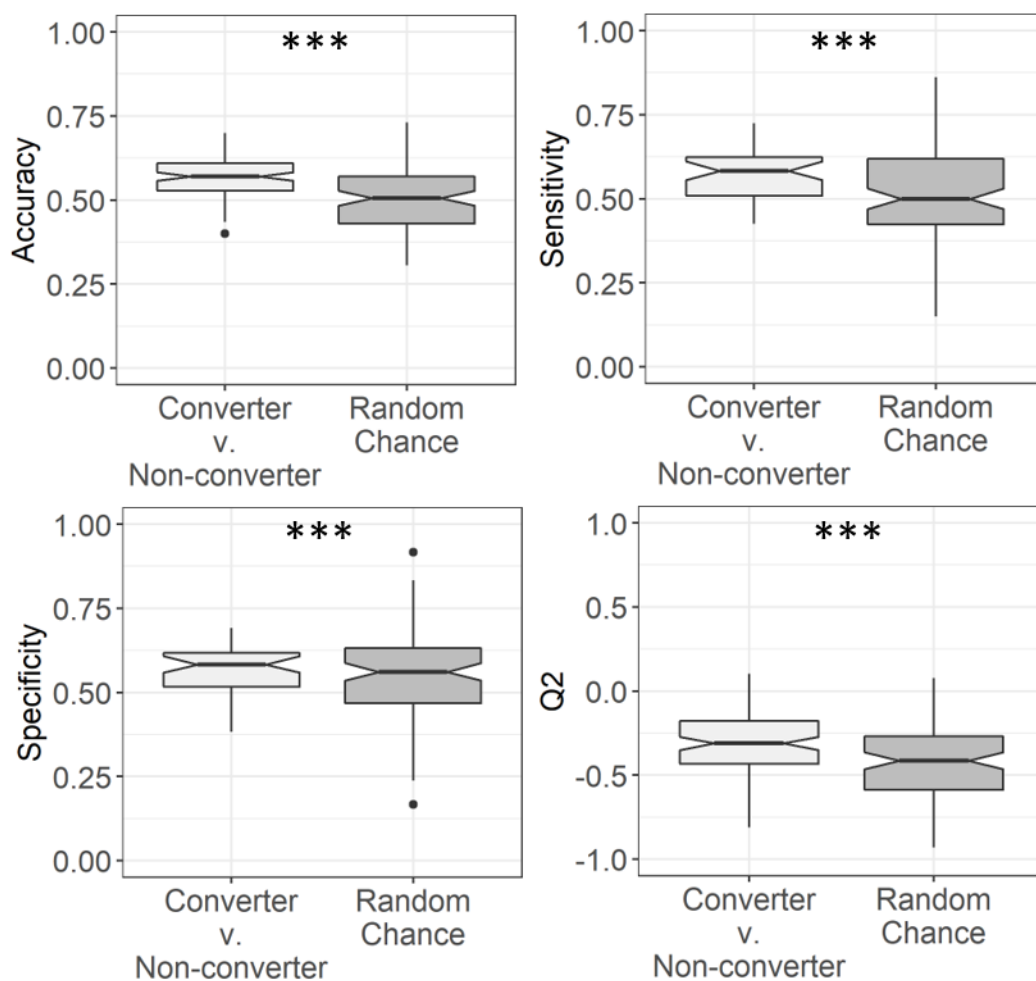 ***
Accuracy
1.00
0.75
0.50
0.25
0.00
Converter
v.
Non-converter
Random
Chance
***
Sensitivity
1.00
0.75
0.50
0.25
0.00
Converter
v.
Non-converter
Random
Chance
***
Specificity
1.00
0.75
0.50
0.25
0.00
Converter
v.
Non-converter
Random
Chance
***
Q2
1.0
0.5
0.0
-0.5
-1.0
Converter
v.
Non-converter
Random
Chance